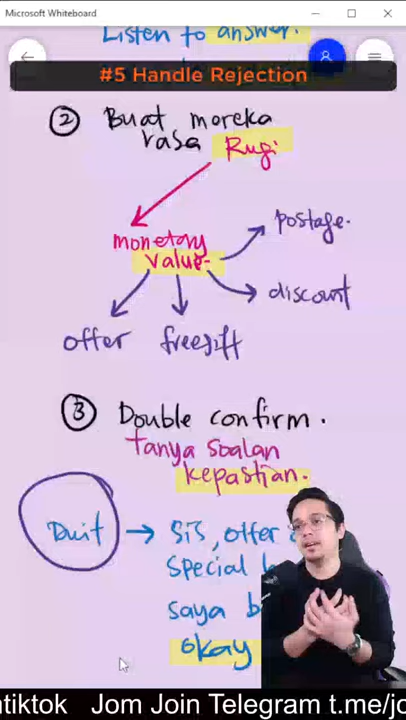 Microsoft Whiteboard
Listen to answer.
#5 Handle Rejection
② Buat mereka
rasa Rugi
monetary
value
postage.
discount
offer freegift
③ Double confirm.
tanya soalan
kepastian.
Duit → Sis, offer
special
saya
okay
tiktok Jom Join Telegram t.me/jo